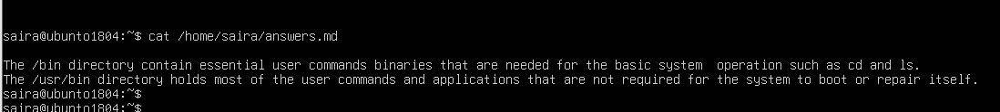 saira@ubunto1804:~$ cat /home/saira/answers.md
The /bin directory contain essential user commands binaries that are needed for the basic system  operation such as cd and ls.
The /usr/bin directory holds most of the user commands and applications that are not required for the system to boot or repair itself.
saira@ubunto1804:~$
saira@ubunto1804:~$